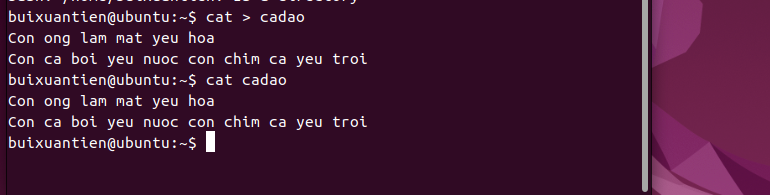 buixuantien@ubuntu:~$ cat > cadao
Con ong lam mat yeu hoa
Con ca boi yeu nuoc con chim ca yeu troi
buixuantien@ubuntu:~$ cat cadao
Con ong lam mat yeu hoa
Con ca boi yeu nuoc con chim ca yeu troi
buixuantien@ubuntu:~$